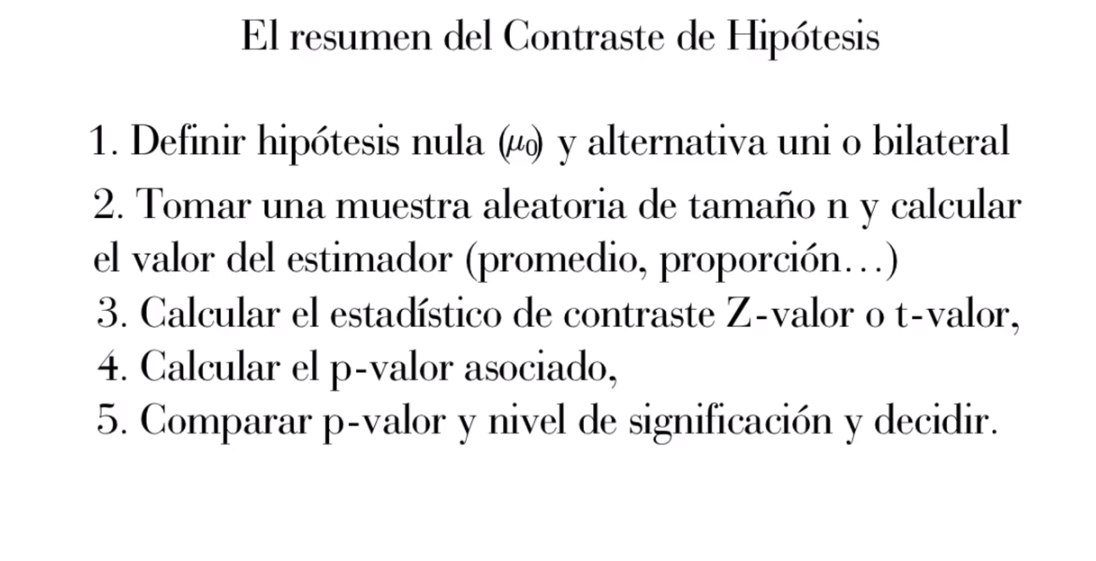 El resumen del Contraste de Hipótesis
1. Definir hipótesis nula (μ₀) y alternativa uni o bilateral
2. Tomar una muestra aleatoria de tamaño n y calcular
el valor del estimador (promedio, proporción…)
3. Calcular el estadístico de contraste Z-valor o t-valor,
4. Calcular el p-valor asociado,
5. Comparar p-valor y nivel de significación y decidir.